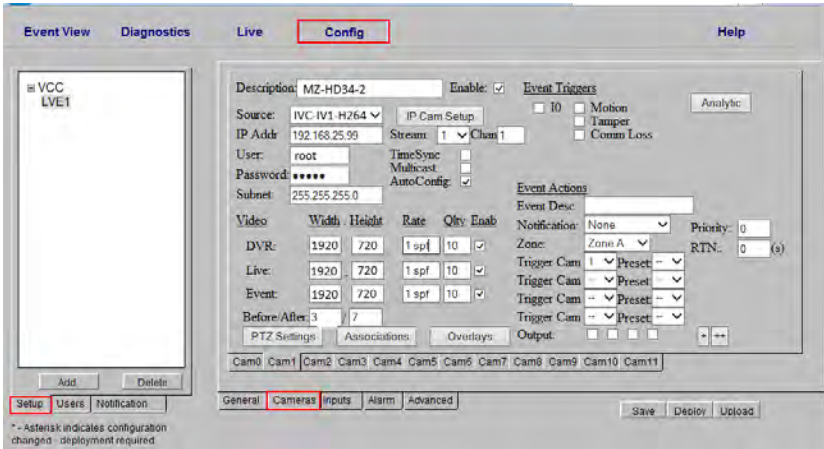 Event View Diagnostics Live Config Help
VCC
LVE1
Description: MZ-HD34-2 Enable: Event Triggers
Source: IVC-IV1-H264 IP Cam Setup IO Motion Analytic
Tamper
IP Addr 192.168.25.99 Stream: 1 Chan 1 Comm Loss
User: root TimeSync
Multicast
Password: •••••
AutoConfig:
Subnet 255.255.255.0 Event Actions
Event Desc
Video Width . Height Rate Qlty Enab Notification: None Priority: 0
DVR: 1920 . 720 1 spf 10 Zone: Zone A RTN.: 0 (s)
Trigger Cam 1 Preset: --
Live: 1920 . 720 1 spf 10
Trigger Cam -- Preset: --
Event: 1920 720 1 spf 10 Trigger Cam -- Preset: --
Before/After: 3 / 7 Trigger Cam -- Preset: --
PTZ Settings Associations Overlays Output: + ++
Cam0 Cam1 Cam2 Cam3 Cam4 Cam5 Cam6 Cam7 Cam8 Cam9 Cam10 Cam11
Add Delete
Setup Users Notification General Cameras Inputs Alarm Advanced
Save Deploy Upload
* - Asterisk indicates configuration
changed - deployment required